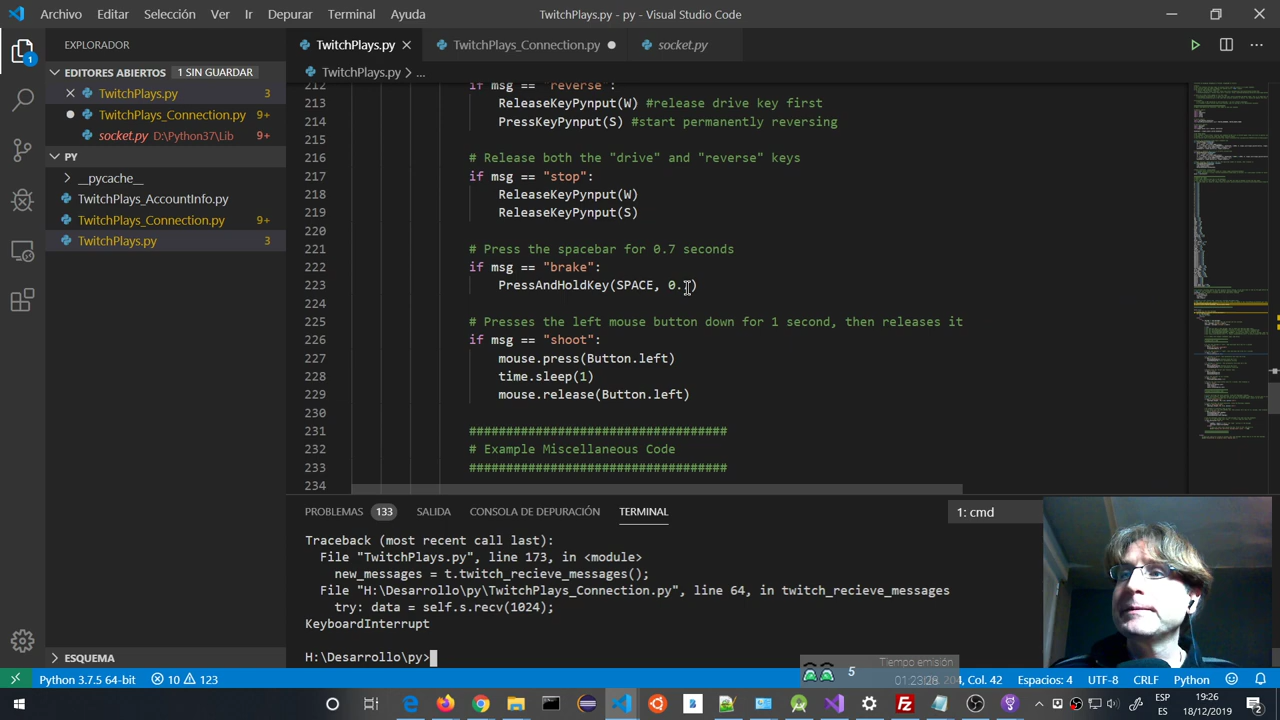 Archivo Editar Selección Ver Ir Depurar Terminal Ayuda TwitchPlays.py - py - Visual Studio Code
EXPLORADOR
TwitchPlays.py TwitchPlays_Connection.py socket.py
EDITORES ABIERTOS 1 SIN GUARDAR
TwitchPlays.py > ...
TwitchPlays.py 3
TwitchPlays_Connection.py 9+
socket.py D:\Python37\Lib 9+
PY
__pycache__
TwitchPlays_AccountInfo.py
TwitchPlays_Connection.py 9+
TwitchPlays.py 3
212 if msg == "reverse":
213 ReleaseKeyPynput(W) #release drive key first
214 PressKeyPynput(S) #start permanently reversing
215
216 # Release both the "drive" and "reverse" keys
217 if msg == "stop":
218 ReleaseKeyPynput(W)
219 ReleaseKeyPynput(S)
220
221 # Press the spacebar for 0.7 seconds
222 if msg == "brake":
223 PressAndHoldKey(SPACE, 0.7)
224
225 # Presses the left mouse button down for 1 second, then releases it
226 if msg == "shoot":
227 mouse.press(Button.left)
228 time.sleep(1)
229 mouse.release(Button.left)
230
231 ###################################
232 # Example Miscellaneous Code
233 ###################################
234
PROBLEMS 133 SALIDA CONSOLA DE DEPURACIÓN TERMINAL 1: cmd
Traceback (most recent call last):
File "TwitchPlays.py", line 173, in <module>
new_messages = t.twitch_recieve_messages();
File "H:\Desarrollo\py\TwitchPlays_Connection.py", line 64, in twitch_recieve_messages
try: data = self.s.recv(1024);
KeyboardInterrupt
H:\Desarrollo\py>
ESQUEMA
Tiempo emisión
5
01:23:26
Python 3.7.5 64-bit 10 123 204, Col. 42 Espacios: 4 UTF-8 CRLF Python
ESP 19:26
ES 18/12/2019
2